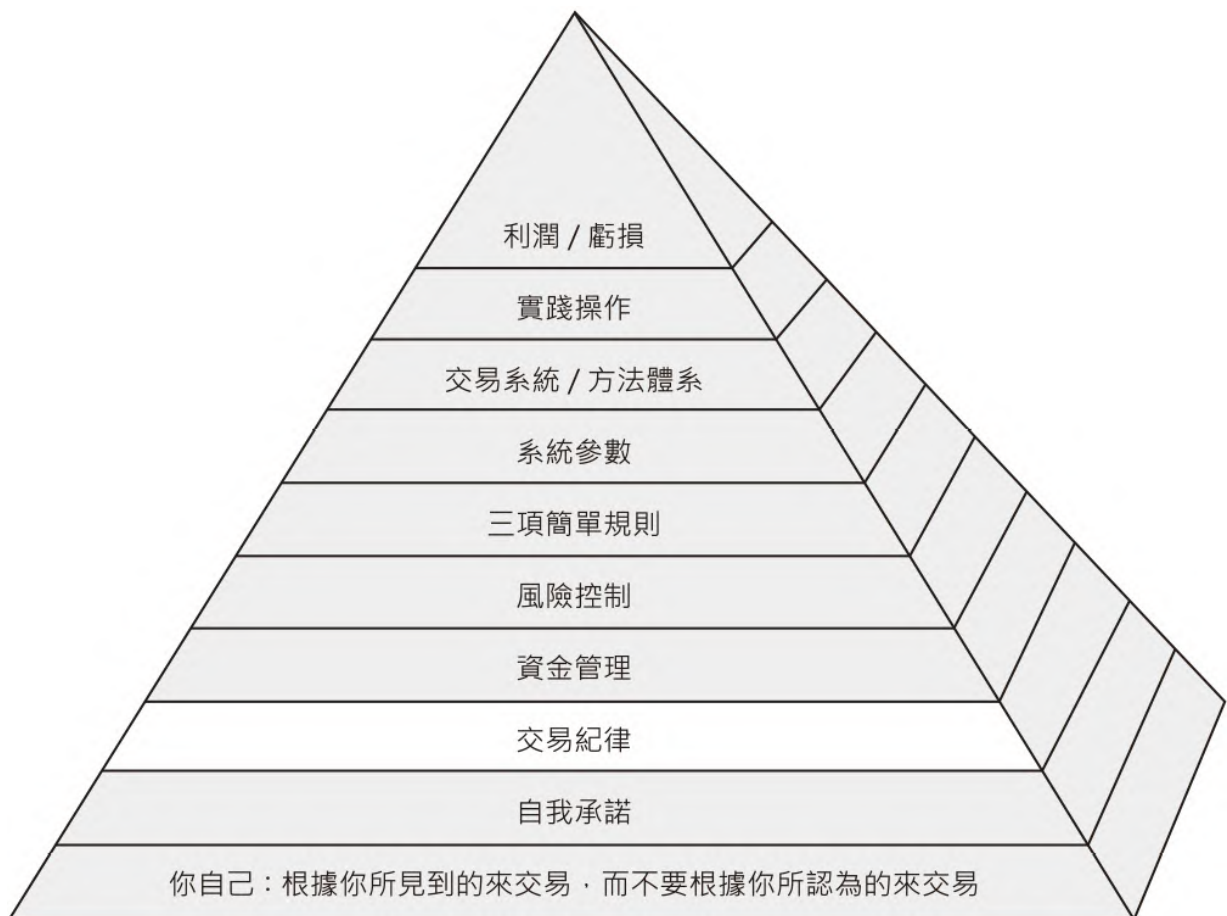 利潤 / 虧損
實踐操作
交易系統 / 方法體系
系統參數
三項簡單規則
風險控制
資金管理
交易紀律
自我承諾
你自己：根據你所見到的來交易，而不要根據你所認為的來交易